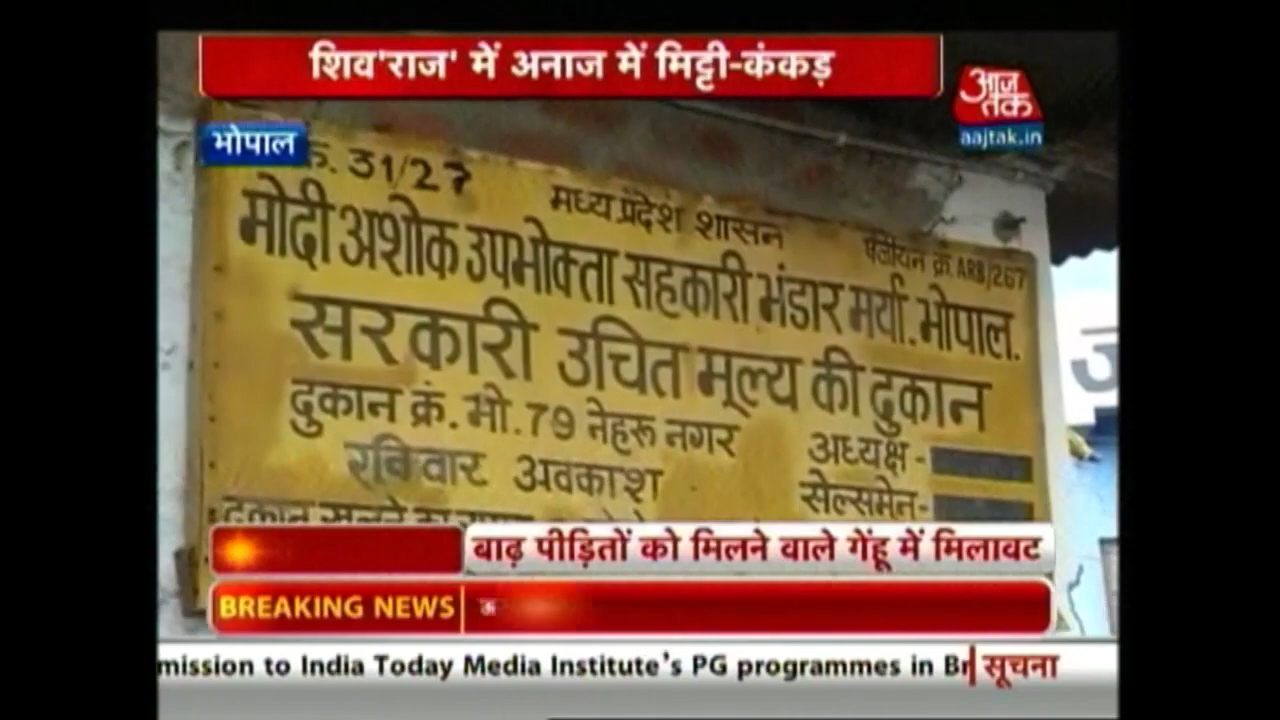 शिव'राज' में अनाज में मिट्टी-कंकड़
आज तक
aajtak.in
भोपाल
क. 31/27
मध्य प्रदेश शासन
पंजीयन क्र. ARB/267
मोदी अशोक उपभोक्ता सहकारी भंडार मर्या. भोपाल.
सरकारी उचित मूल्य की दुकान
दुकान क्रं. भो. 79 नेहरू नगर
अध्यक्ष -
रविवार अवकाश
सेल्समेन-
दुकान खुलने का समय
बाढ़ पीड़ितों को मिलने वाले गेंहू में मिलावट
BREAKING NEWS
mission to India Today Media Institute's PG programmes in Br
सूचना